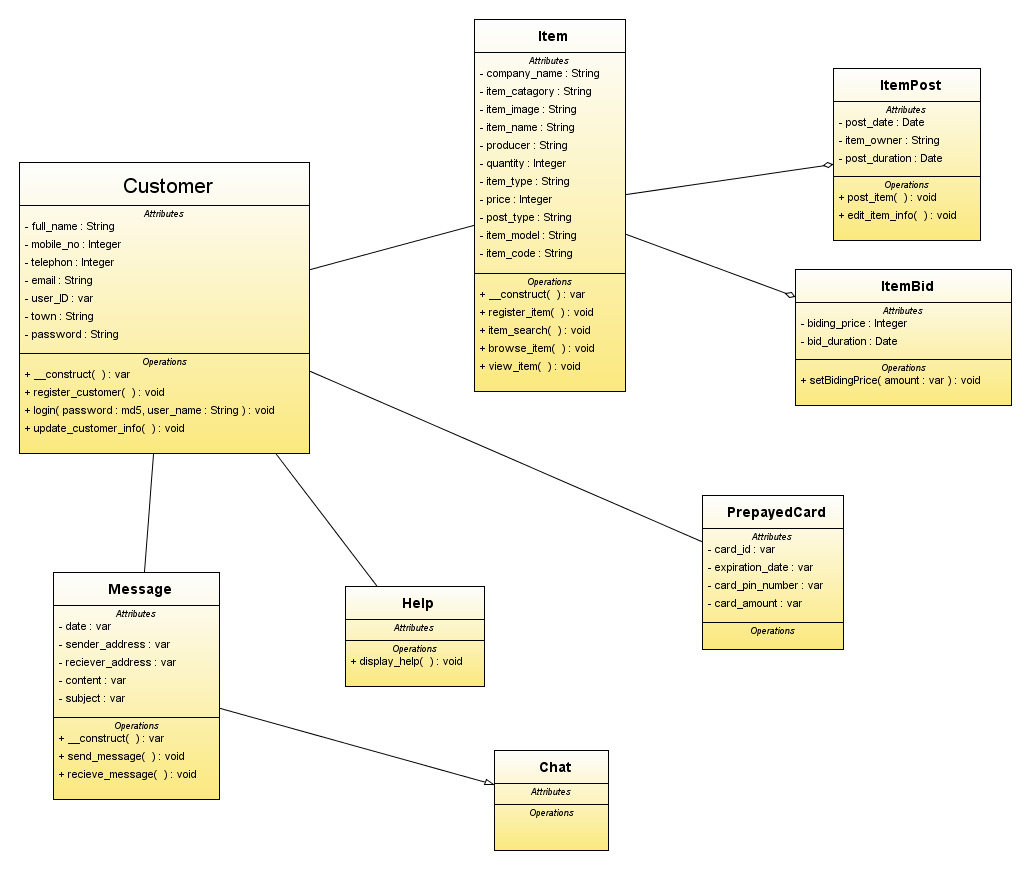 Item
Attributes
- company_name : String
- item_catagory : String
- item_image : String
- item_name : String
- producer : String
- quantity : Integer
- item_type : String
- price : Integer
- post_type : String
- item_model : String
- item_code : String
Operations
+ __construct(  ) : var
+ register_item(  ) : void
+ item_search(  ) : void
+ browse_item(  ) : void
+ view_item(  ) : void
ItemPost
Attributes
- post_date : Date
- item_owner : String
- post_duration : Date
Operations
+ post_item(  ) : void
+ edit_item_info(  ) : void
Customer
Attributes
- full_name : String
- mobile_no : Integer
- telephon : Integer
- email : String
- user_ID : var
- town : String
- password : String
Operations
+ __construct(  ) : var
+ register_customer(  ) : void
+ login( password : md5, user_name : String ) : void
+ update_customer_info(  ) : void
ItemBid
Attributes
- biding_price : Integer
- bid_duration : Date
Operations
+ setBidingPrice( amount : var ) : void
PrepayedCard
Attributes
- card_id : var
- expiration_date : var
- card_pin_number : var
- card_amount : var
Operations
Message
Attributes
- date : var
- sender_address : var
- reciever_address : var
- content : var
- subject : var
Operations
+ __construct(  ) : var
+ send_message(  ) : void
+ recieve_message(  ) : void
Help
Attributes
Operations
+ display_help(  ) : void
Chat
Attributes
Operations